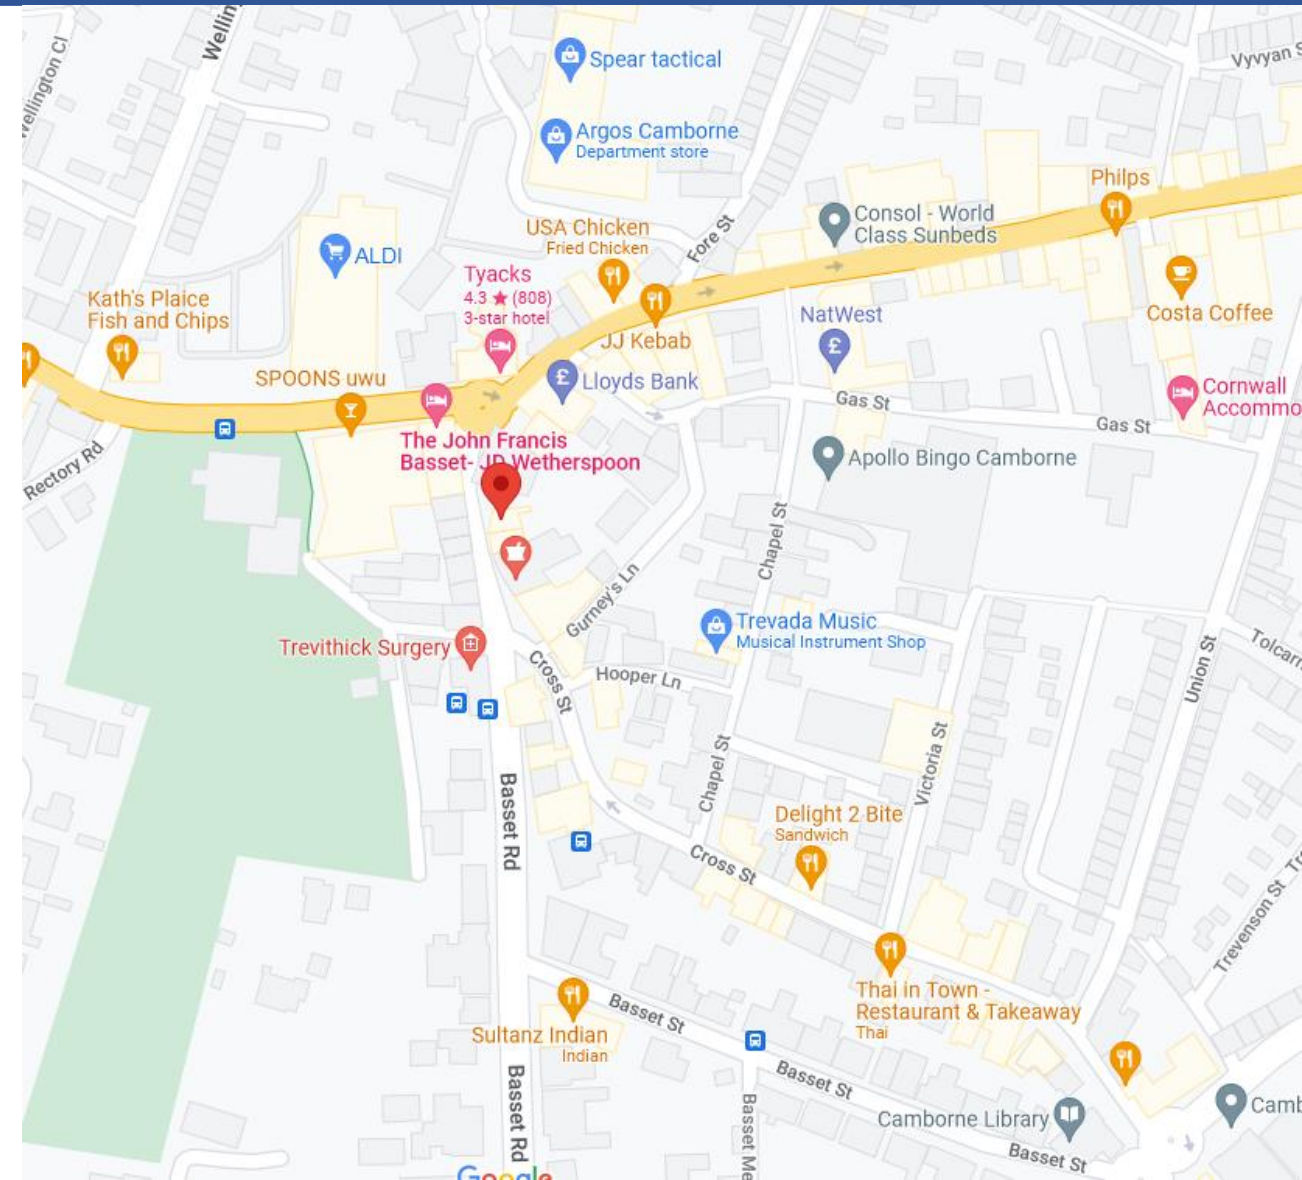 Wellington Cl
Spear tactical
Vyvyan S
Argos Camborne
Department store
Philps
Consol - World
Class Sunbeds
USA Chicken
Fried Chicken
Fore St
ALDI
Tyacks
4.3 ★ (808)
3-star hotel
Kath's Plaice
Fish and Chips
NatWest
Costa Coffee
JJ Kebab
SPOONS uwu
Lloyds Bank
Gas St
Cornwall
Accommo
Gas St
The John Francis
Basset- JD Wetherspoon
Rectory Rd
Apollo Bingo Camborne
Chapel St
Gurney's Ln
Trevada Music
Musical Instrument Shop
Trevithick Surgery
Cross St
Hooper Ln
Union St
Tolcarn
Chapel St
Victoria St
Basset Rd
Delight 2 Bite
Sandwich
Cross St
Trevenson St
Tre
Thai in Town -
Restaurant & Takeaway
Thai
Basset St
Sultanz Indian
Indian
Basset Rd
Basset St
Basset Me
Camborne Library
Camb
Basset St
Google